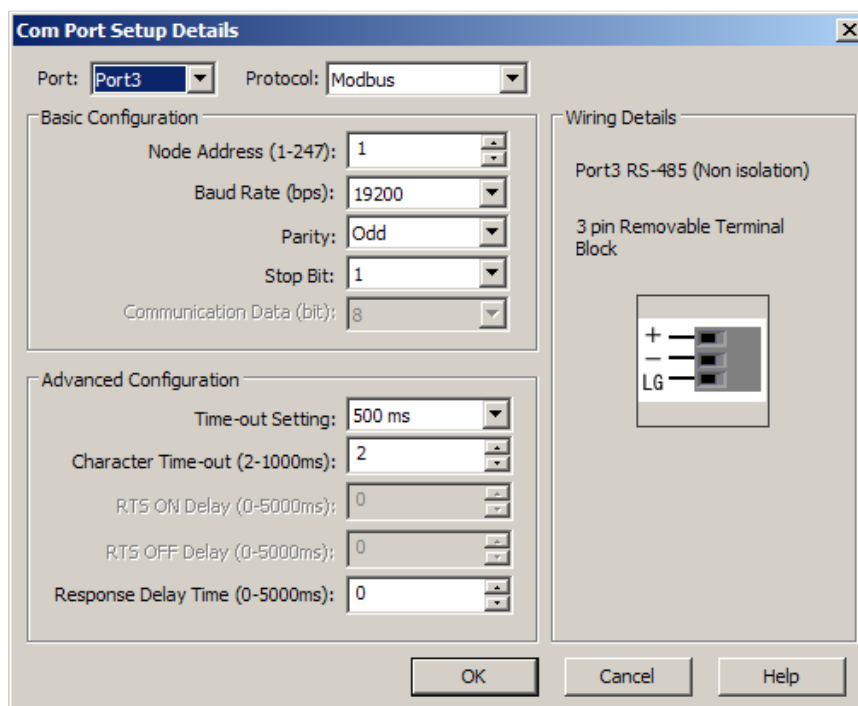 Com Port Setup Details
Port: Port3 Protocol: Modbus
Basic Configuration
Node Address (1-247): 1
Baud Rate (bps): 19200
Parity: Odd
Stop Bit: 1
Communication Data (bit): 8
Advanced Configuration
Time-out Setting: 500 ms
Character Time-out (2-1000ms): 2
RTS ON Delay (0-5000ms): 0
RTS OFF Delay (0-5000ms): 0
Response Delay Time (0-5000ms): 0
Wiring Details
Port3 RS-485 (Non isolation)
3 pin Removable Terminal
Block
+
−
LG
OK Cancel Help